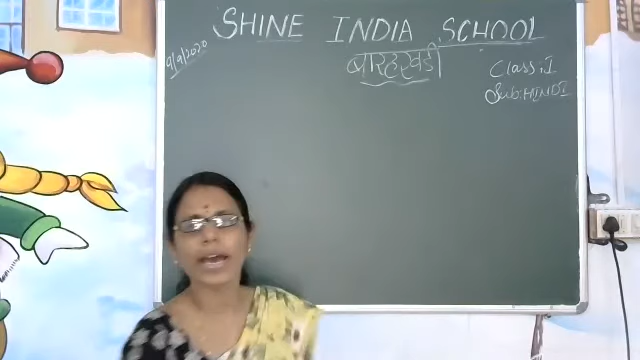 SHINE INDIA SCHOOL
9/9/2020
बारहखडी
Class: I
Sub: HINDI